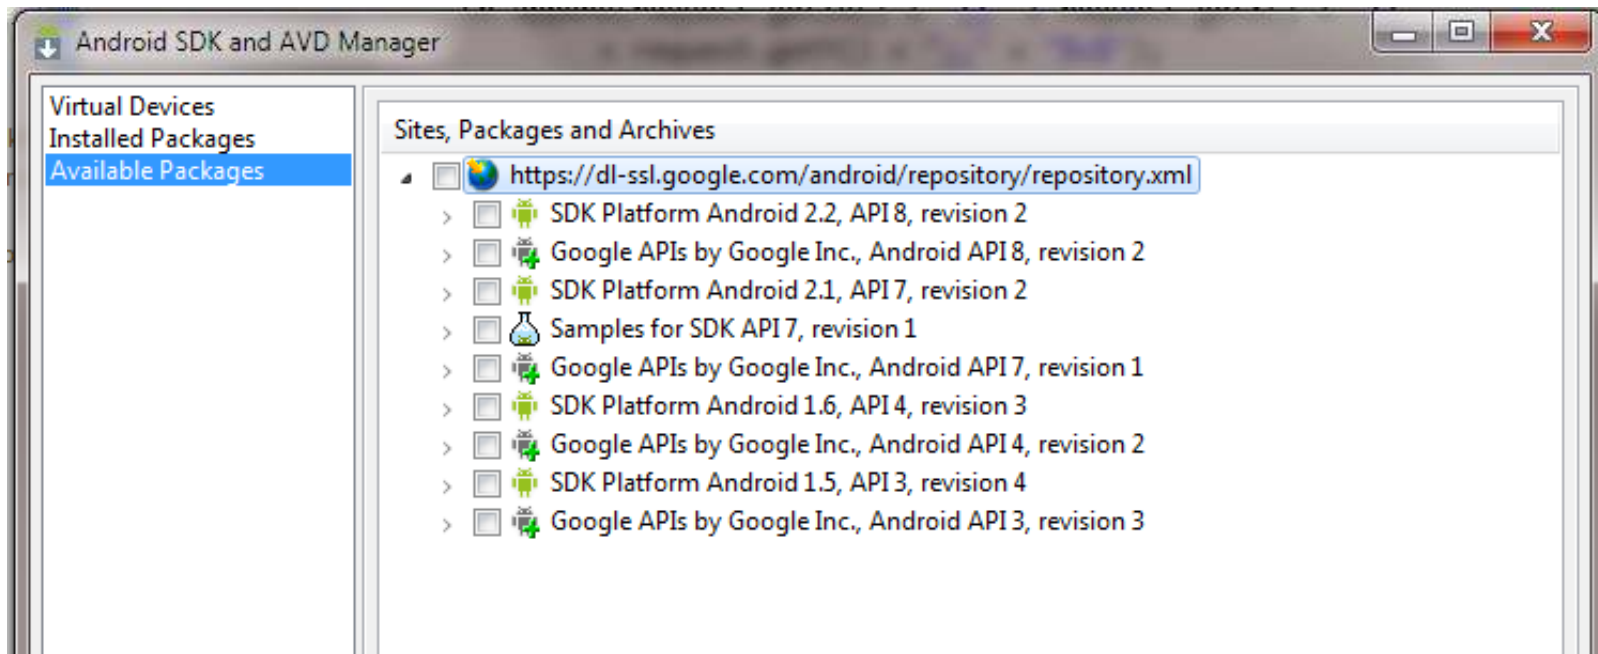 Android SDK and AVD Manager
Virtual Devices
Installed Packages
Available Packages
Sites, Packages and Archives
https://dl-ssl.google.com/android/repository/repository.xml
SDK Platform Android 2.2, API 8, revision 2
Google APIs by Google Inc., Android API 8, revision 2
SDK Platform Android 2.1, API 7, revision 2
Samples for SDK API 7, revision 1
Google APIs by Google Inc., Android API 7, revision 1
SDK Platform Android 1.6, API 4, revision 3
Google APIs by Google Inc., Android API 4, revision 2
SDK Platform Android 1.5, API 3, revision 4
Google APIs by Google Inc., Android API 3, revision 3